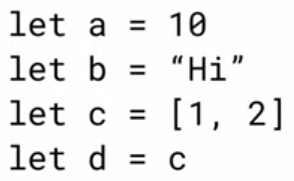 let a = 10
let b = “Hi”
let c = [1, 2]
let d = c